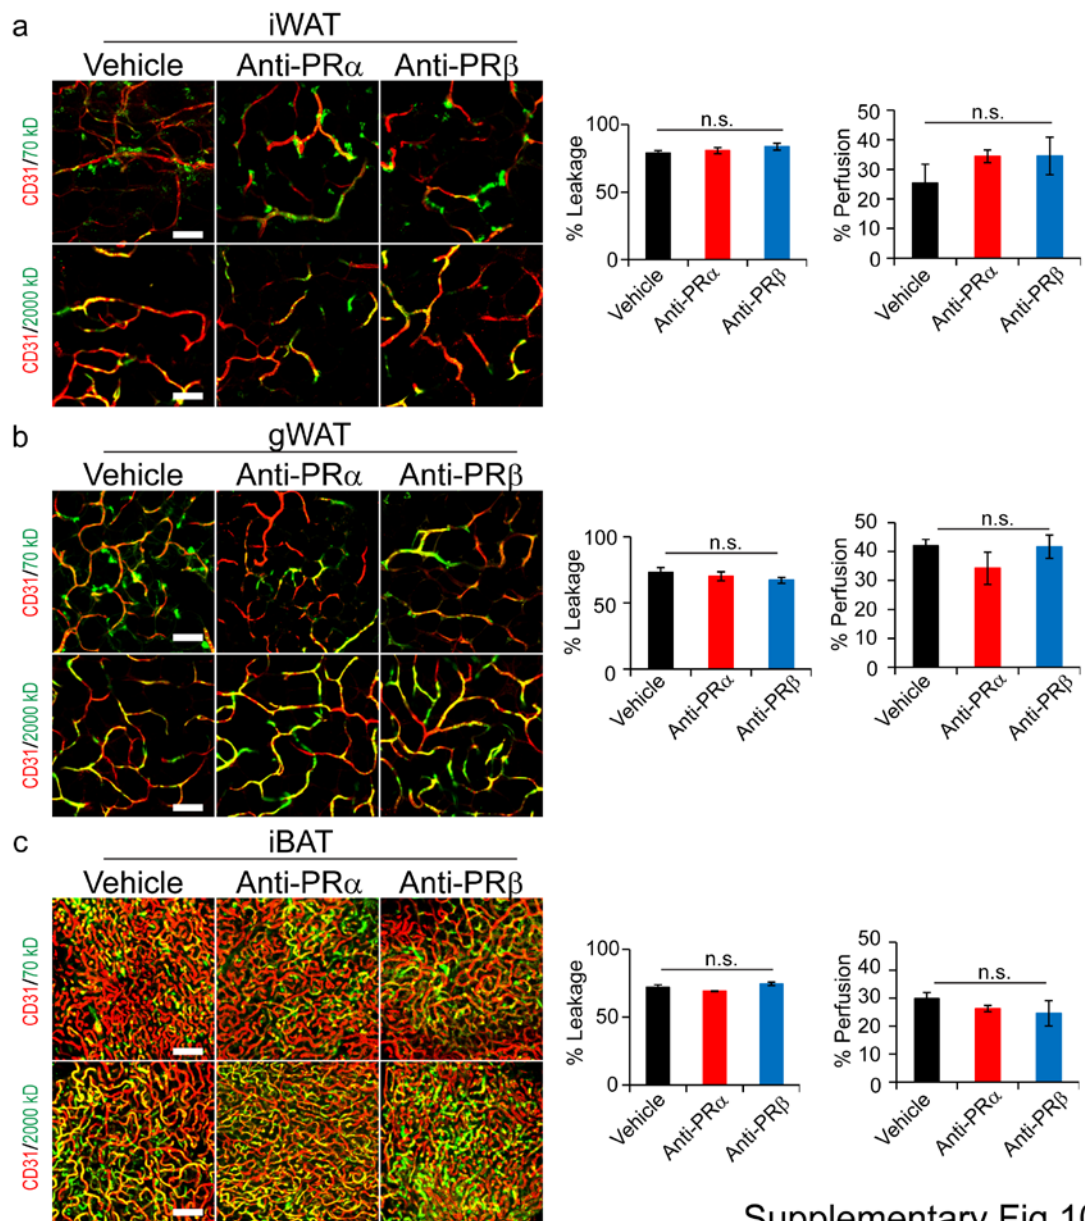 a
iWAT
Vehicle Anti-PRα Anti-PRβ
CD31/70 kD
CD31/2000 kD
% Leakage
100
50
0
n.s.
Vehicle
Anti-PRα
Anti-PRβ
% Perfusion
50
40
30
20
10
0
n.s.
Vehicle
Anti-PRα
Anti-PRβ
b
gWAT
Vehicle Anti-PRα Anti-PRβ
CD31/70 kD
CD31/2000 kD
% Leakage
100
50
0
n.s.
Vehicle
Anti-PRα
Anti-PRβ
% Perfusion
50
40
30
20
10
0
n.s.
Vehicle
Anti-PRα
Anti-PRβ
c
iBAT
Vehicle Anti-PRα Anti-PRβ
CD31/70 kD
CD31/2000 kD
% Leakage
100
50
0
n.s.
Vehicle
Anti-PRα
Anti-PRβ
% Perfusion
50
40
30
20
10
0
n.s.
Vehicle
Anti-PRα
Anti-PRβ
Supplementary Fig 10